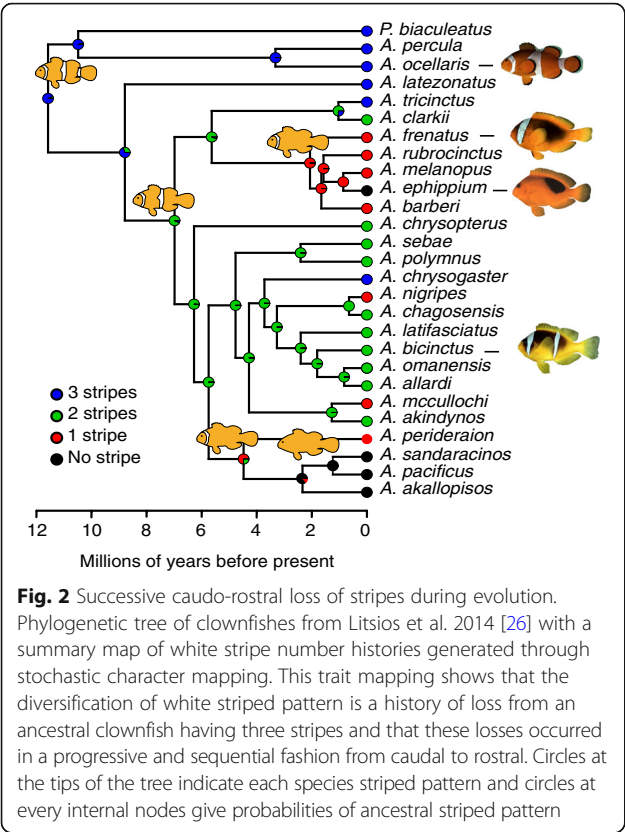 P. biaculeatus
A. percula
A. ocellaris
A. latezonatus
A. tricinctus
A. clarkii
A. frenatus
A. rubrocinctus
A. melanopus
A. ephippium
A. barberi
A. chrysopterus
A. sebae
A. polymnus
A. chrysogaster
A. nigripes
A. chagosensis
A. latifasciatus
A. bicinctus
A. omanensis
A. allardi
A. mccullochi
A. akindynos
A. perideraion
A. sandaracinos
A. pacificus
A. akallopisos
3 stripes
2 stripes
1 stripe
No stripe
12 10 8 6 4 2 0
Millions of years before present
Fig. 2 Successive caudo-rostral loss of stripes during evolution.
Phylogenetic tree of clownfishes from Litsios et al. 2014 [26] with a
summary map of white stripe number histories generated through
stochastic character mapping. This trait mapping shows that the
diversification of white striped pattern is a history of loss from an
ancestral clownfish having three stripes and that these losses occurred
in a progressive and sequential fashion from caudal to rostral. Circles at
the tips of the tree indicate each species striped pattern and circles at
every internal nodes give probabilities of ancestral striped pattern